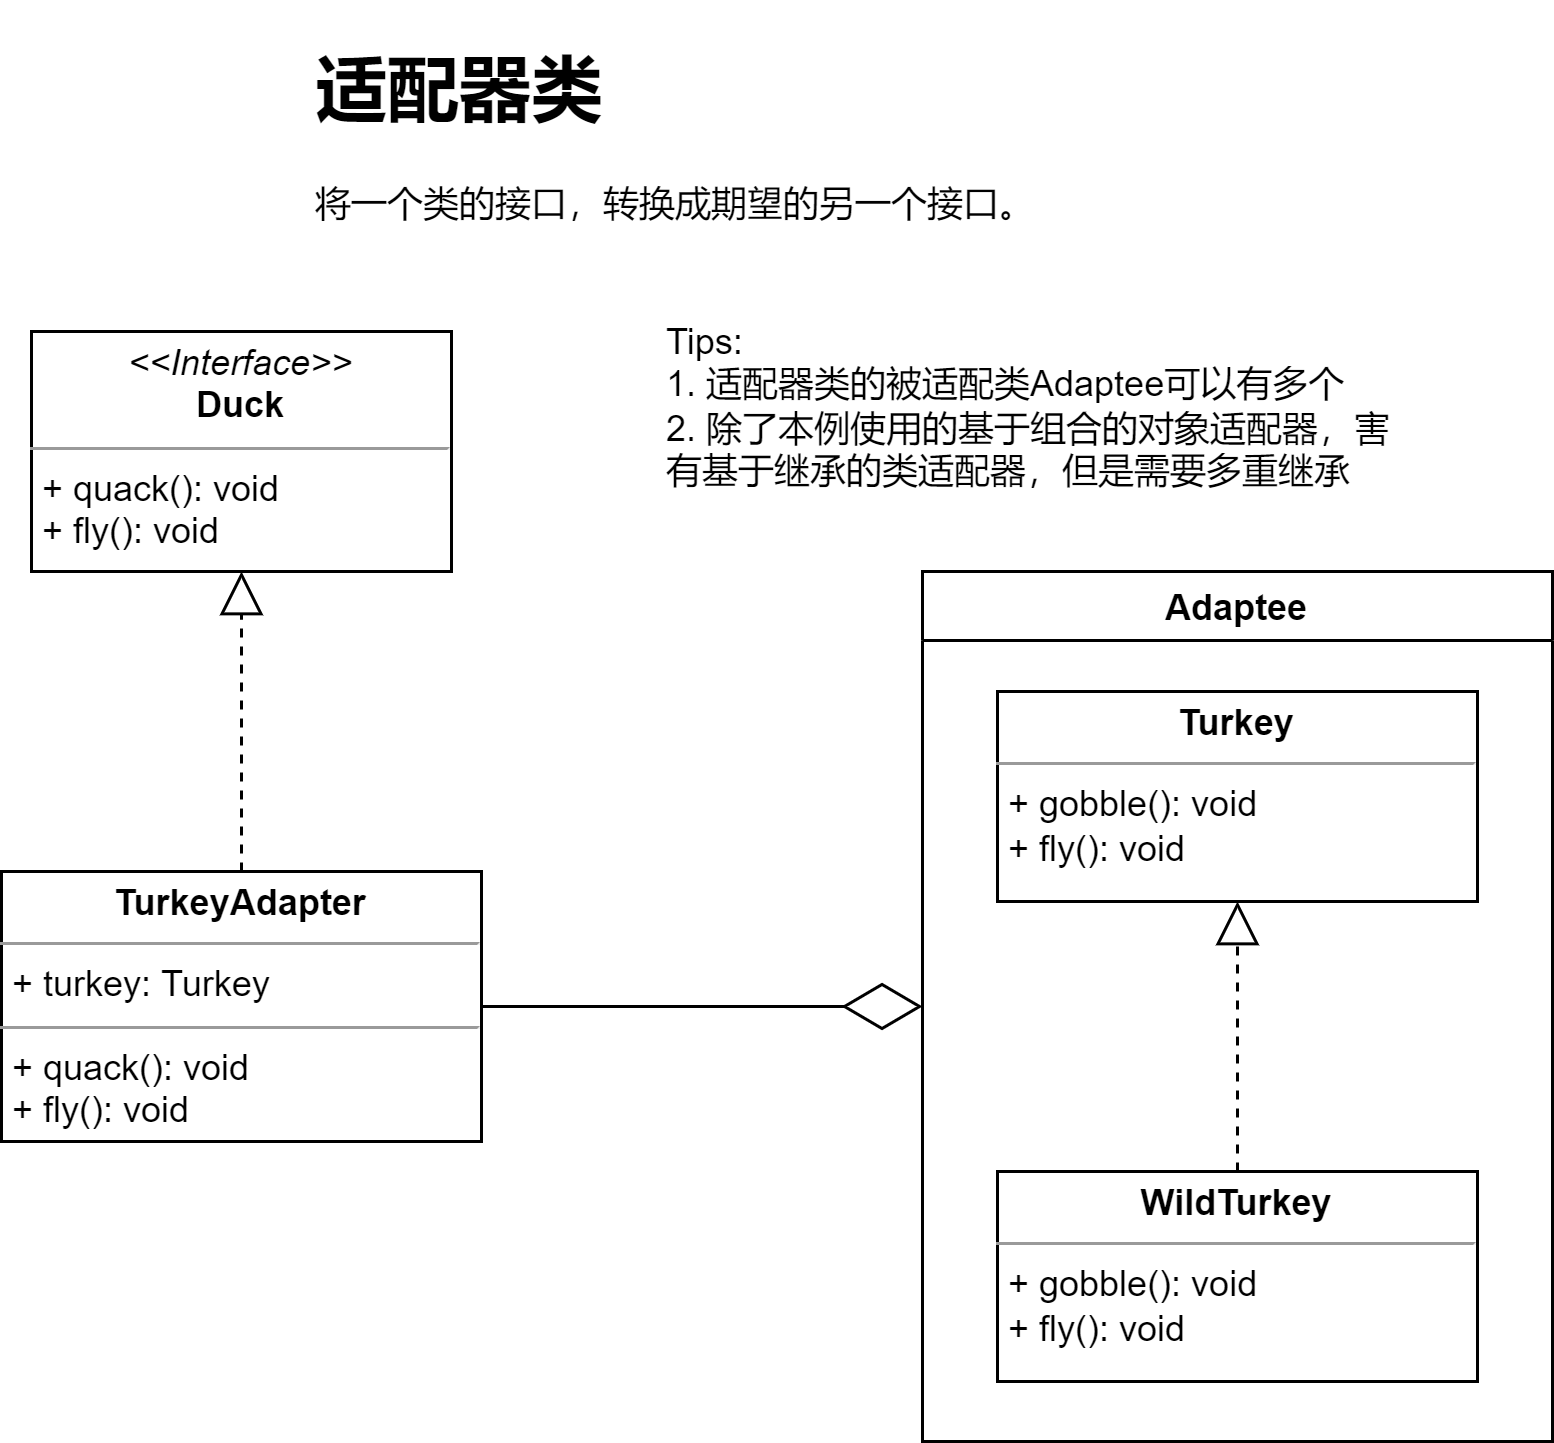 适配器类
将一个类的接口，转换成期望的另一个接口。
Tips:
1. 适配器类的被适配类Adaptee可以有多个
2. 除了本例使用的基于组合的对象适配器，害
有基于继承的类适配器，但是需要多重继承
<<Interface>>
Duck
+ quack(): void
+ fly(): void
Adaptee
Turkey
+ gobble(): void
+ fly(): void
TurkeyAdapter
+ turkey: Turkey
+ quack(): void
+ fly(): void
WildTurkey
+ gobble(): void
+ fly(): void